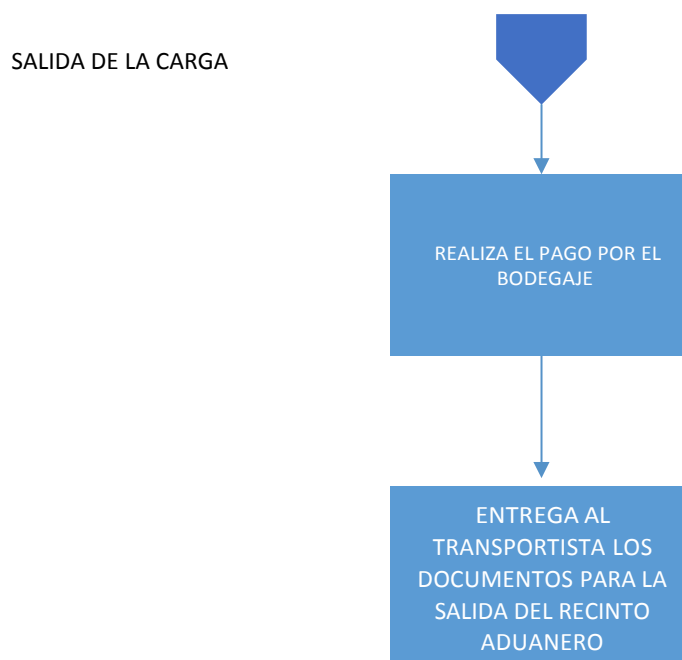 SALIDA DE LA CARGA
REALIZA EL PAGO POR EL
BODEGAJE
ENTREGA AL
TRANSPORTISTA LOS
DOCUMENTOS PARA LA
SALIDA DEL RECINTO
ADUANERO